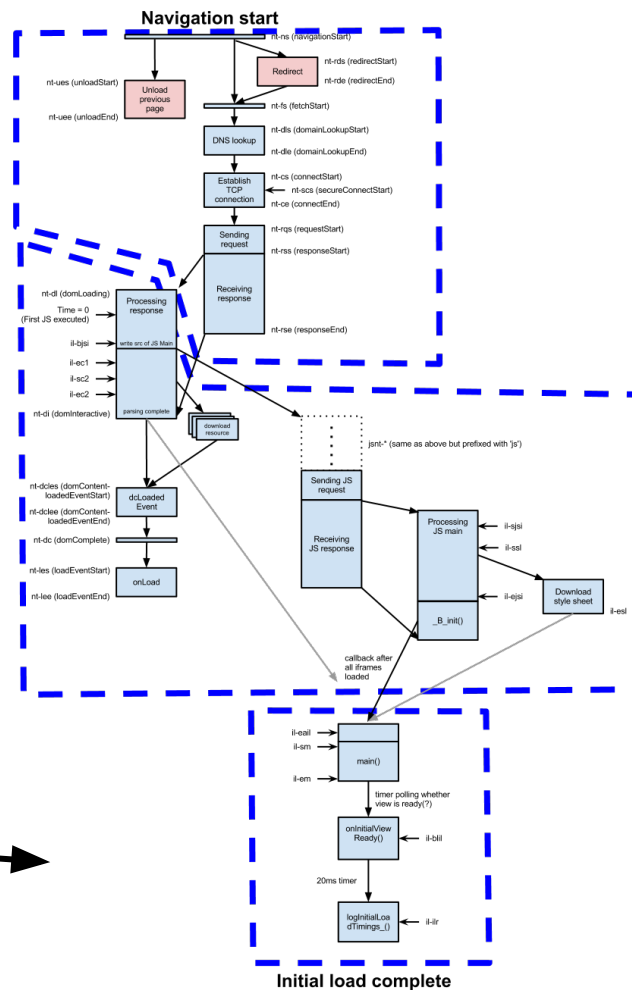 Navigation start
nt-ns (navigationStart)
nt-rds (redirectStart)
Redirect
nt-rde (redirectEnd)
nt-ues (unloadStart)
Unload
previous
page
nt-uee (unloadEnd)
nt-fs (fetchStart)
nt-dls (domainLookupStart)
DNS lookup
nt-dle (domainLookupEnd)
nt-cs (connectStart)
Establish
TCP
connection
nt-scs (secureConnectStart)
nt-ce (connectEnd)
nt-rqs (requestStart)
Sending
request
nt-rss (responseStart)
Receiving
response
nt-rse (responseEnd)
nt-dl (domLoading)
Processing
response
Time = 0
(First JS executed)
il-bjsi
write src of JS Main
il-ec1
il-sc2
il-ec2
nt-di (domInteractive)
parsing complete
download
resource
jsnt-* (same as above but prefixed with 'js')
Sending JS
request
Receiving
JS response
nt-dcles (domContent-
loadedEventStart)
dcLoaded
Event
nt-dclee (domContent-
loadedEventEnd)
nt-dc (domComplete)
nt-les (loadEventStart)
onLoad
nt-lee (loadEventEnd)
Processing
JS main
il-sjsi
il-ssl
il-ejsi
_B_init()
Download
style sheet
il-esl
callback after
all iframes
loaded
il-eail
il-sm
main()
il-em
timer polling whether
view is ready(?)
onInitialView
Ready()
il-blil
20ms timer
logInitialLoa
dTimings_()
il-ilr
Initial load complete